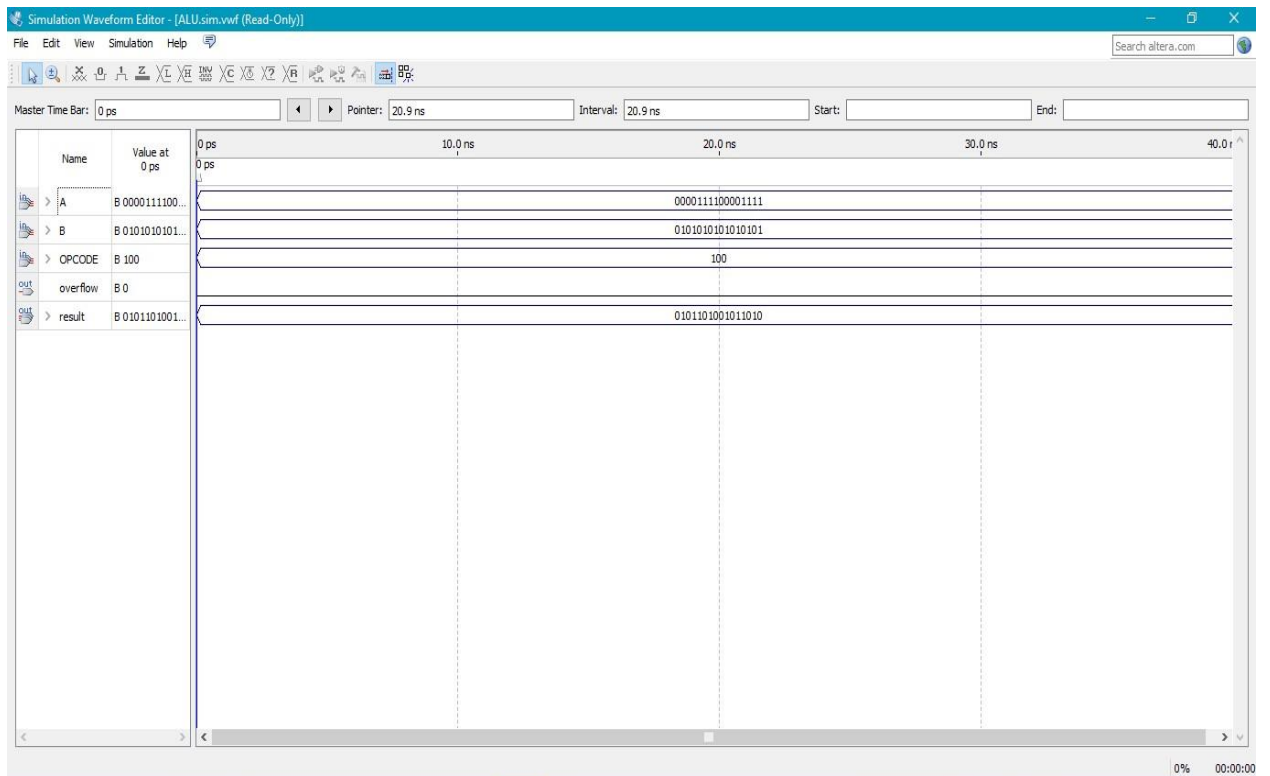 Simulation Waveform Editor - [ALU.sim.vwf (Read-Only)]
File Edit View Simulation Help
Search altera.com
Master Time Bar: 0 ps Pointer: 20.9 ns Interval: 20.9 ns Start: End:
Name Value at 0 ps
0 ps 10.0 ns 20.0 ns 30.0 ns 40.0 r
0 ps
A B 0000111100... 0000111100001111
B B 0101010101... 0101010101010101
OPCODE B 100 100
overflow B 0
result B 0101101001... 0101101001011010
0% 00:00:00